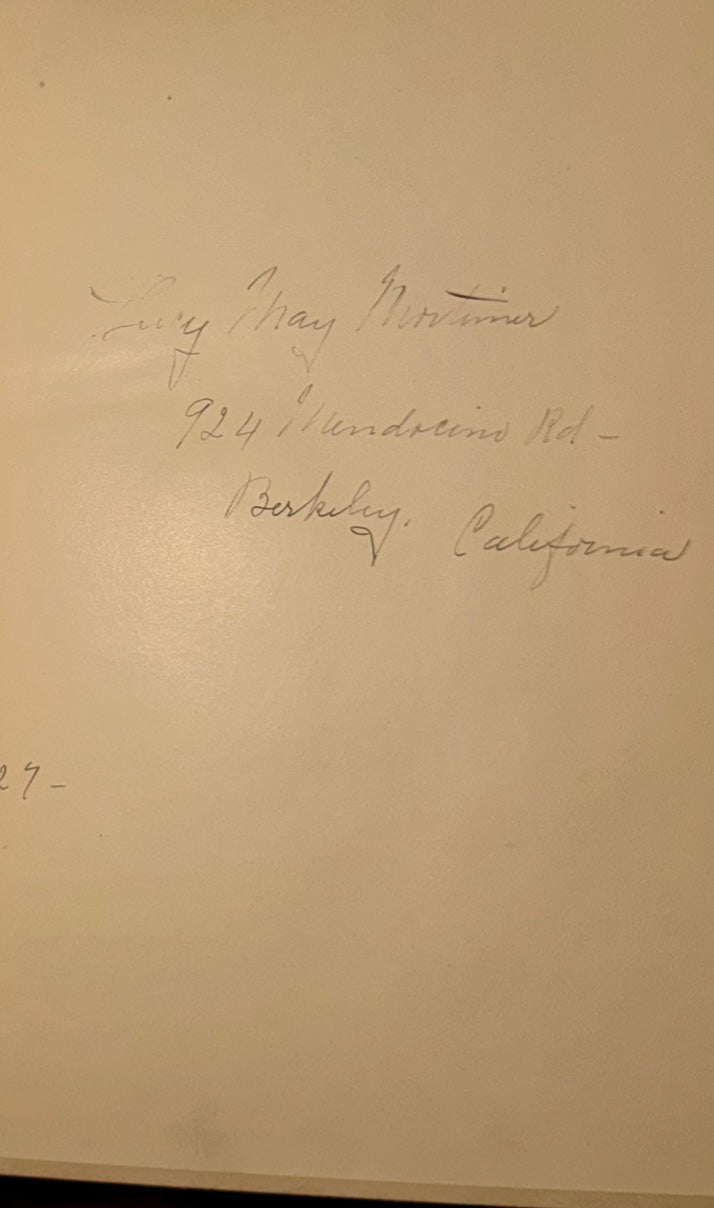 Lucy May Mortimer
924 Mendocino Rd –
Berkeley. California
27 –